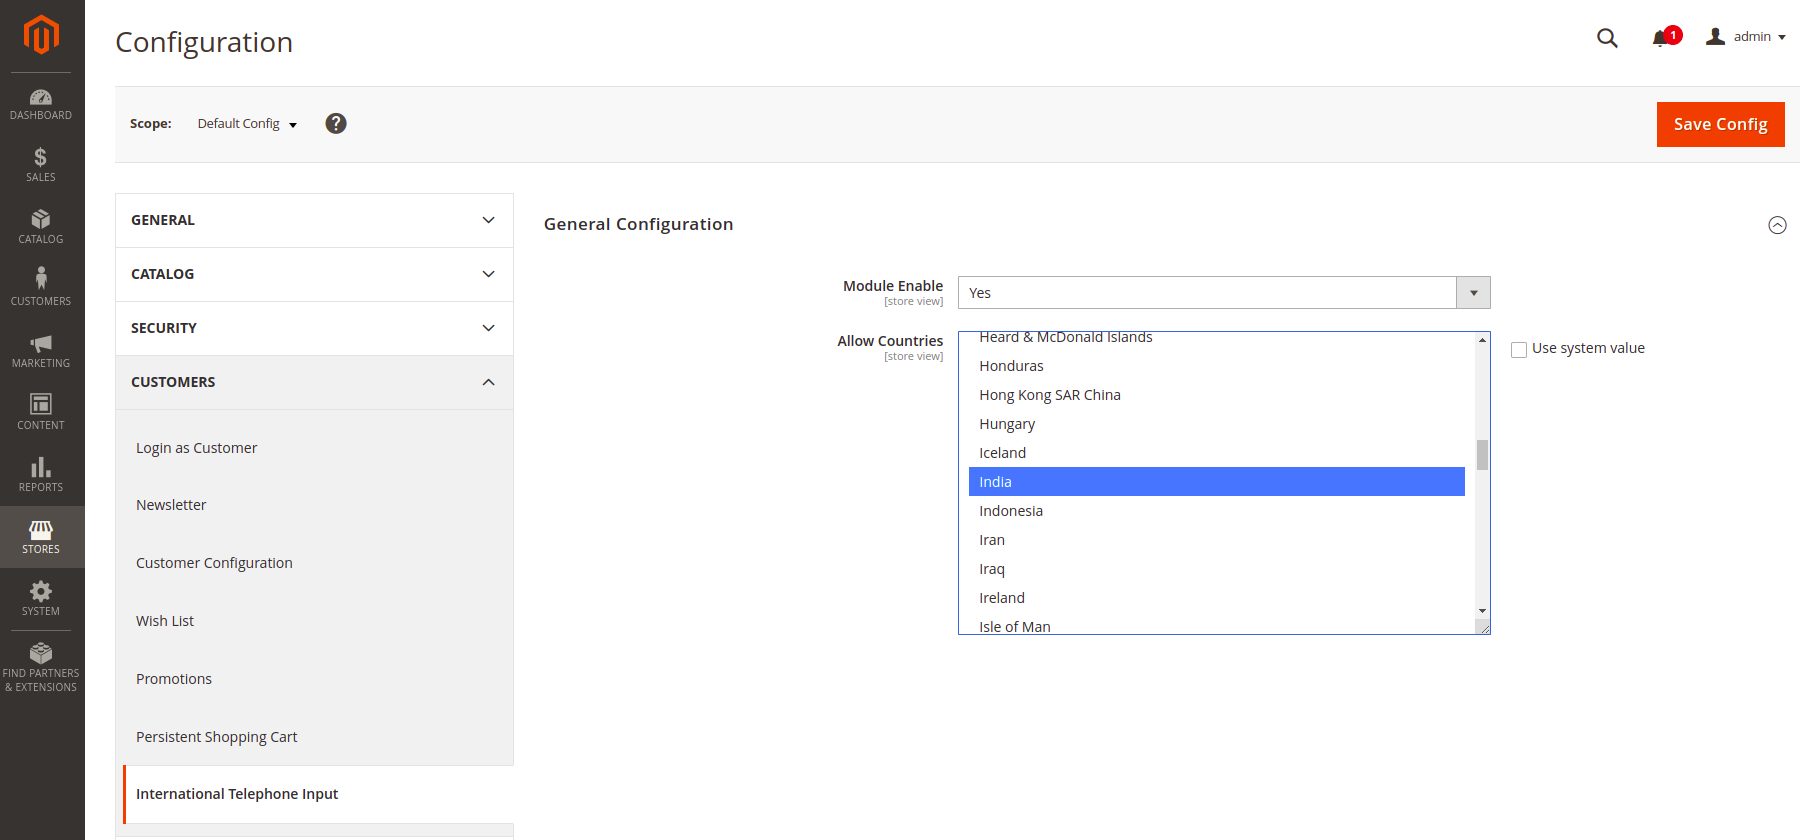 Configuration
1
admin
DASHBOARD
SALES
CATALOG
CUSTOMERS
MARKETING
CONTENT
REPORTS
STORES
SYSTEM
FIND PARTNERS
& EXTENSIONS
Scope:
Default Config
?
Save Config
GENERAL
CATALOG
SECURITY
CUSTOMERS
Login as Customer
Newsletter
Customer Configuration
Wish List
Promotions
Persistent Shopping Cart
International Telephone Input
General Configuration
Module Enable
[store view]
Yes
Allow Countries
[store view]
Heard & McDonald Islands
Honduras
Hong Kong SAR China
Hungary
Iceland
India
Indonesia
Iran
Iraq
Ireland
Isle of Man
Use system value